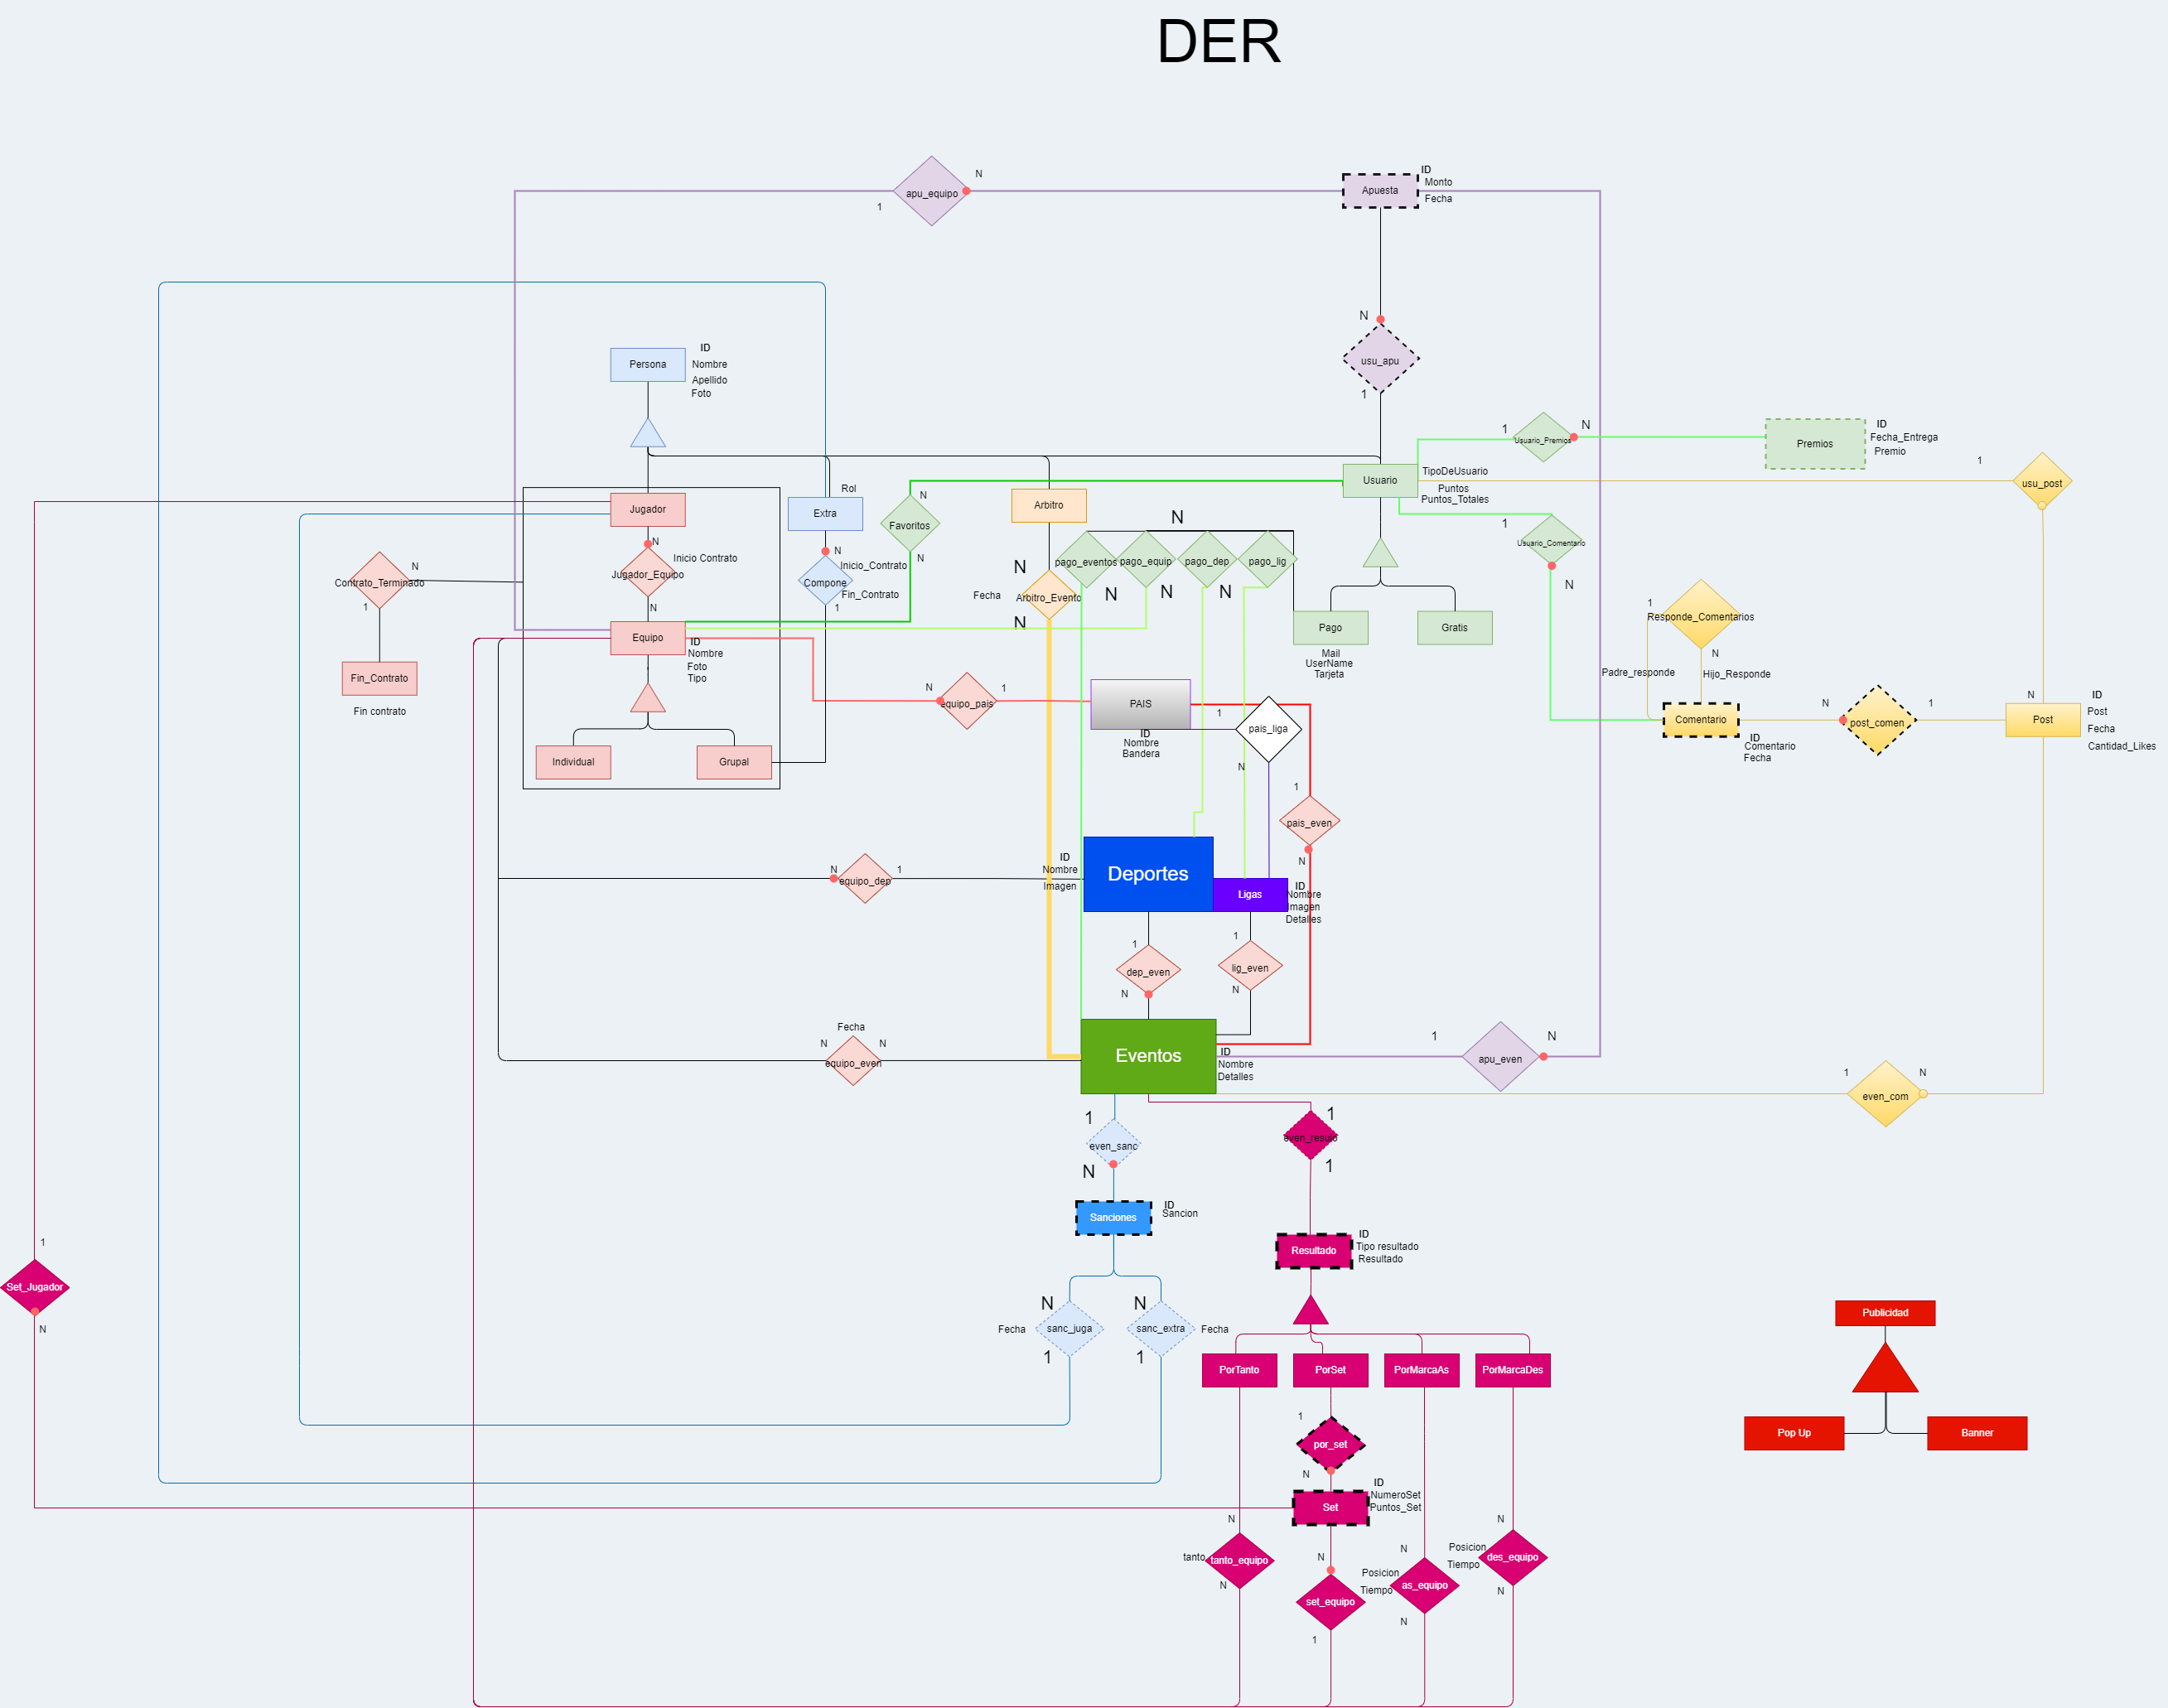 DER
apu_equipo
N
1
Apuesta
ID
Monto
Fecha
N
usu_apu
1
Persona
ID
Nombre
Apellido
Foto
1
Usuario_Premios
N
Premios
ID
Fecha_Entrega
Premio
Usuario
TipoDeUsuario
Puntos
Puntos_Totales
1
usu_post
N
Jugador
Extra
Rol
Favoritos
N
N
Arbitro
1
Usuario_Comentario
N
N
Inicio Contrato
Jugador_Equipo
N
N
Inicio_Contrato
Compone
Fin_Contrato
1
Contrato_Terminado
N
1
Fin_Contrato
Fin contrato
N
Fecha
Arbitro_Evento
N
N
pago_eventos
pago_equip
pago_dep
pago_lig
N
N
N
Pago
Mail
UserName
Tarjeta
Gratis
Equipo
ID
Nombre
Foto
Tipo
Individual
Grupal
N
equipo_pais
1
PAIS
ID
Nombre
Bandera
1
pais_liga
N
1
pais_even
N
1
Responde_Comentarios
N
Padre_responde
Hijo_Responde
Comentario
ID
Comentario
Fecha
N
post_comen
1
Post
ID
Post
Fecha
Cantidad_Likes
N
equipo_dep
1
ID
Nombre
Imagen
Deportes
Ligas
ID
Nombre
Imagen
Detalles
1
dep_even
N
1
lig_even
N
Fecha
N
N
equipo_even
Eventos
ID
Nombre
Detalles
1
apu_even
N
1
even_com
N
1
even_sanc
N
1
even_resulo
1
Sanciones
ID
Sancion
Resultado
ID
Tipo resultado
Resultado
1
Set_Jugador
N
N
Fecha
sanc_juga
1
N
sanc_extra
Fecha
1
Publicidad
Pop Up
Banner
PorTanto
PorSet
PorMarcaAs
PorMarcaDes
1
por_set
N
Set
ID
NumeroSet
Puntos_Set
N
tanto
tanto_equipo
N
N
set_equipo
1
N
Posicion
Tiempo
as_equipo
N
N
Posicion
Tiempo
des_equipo
N